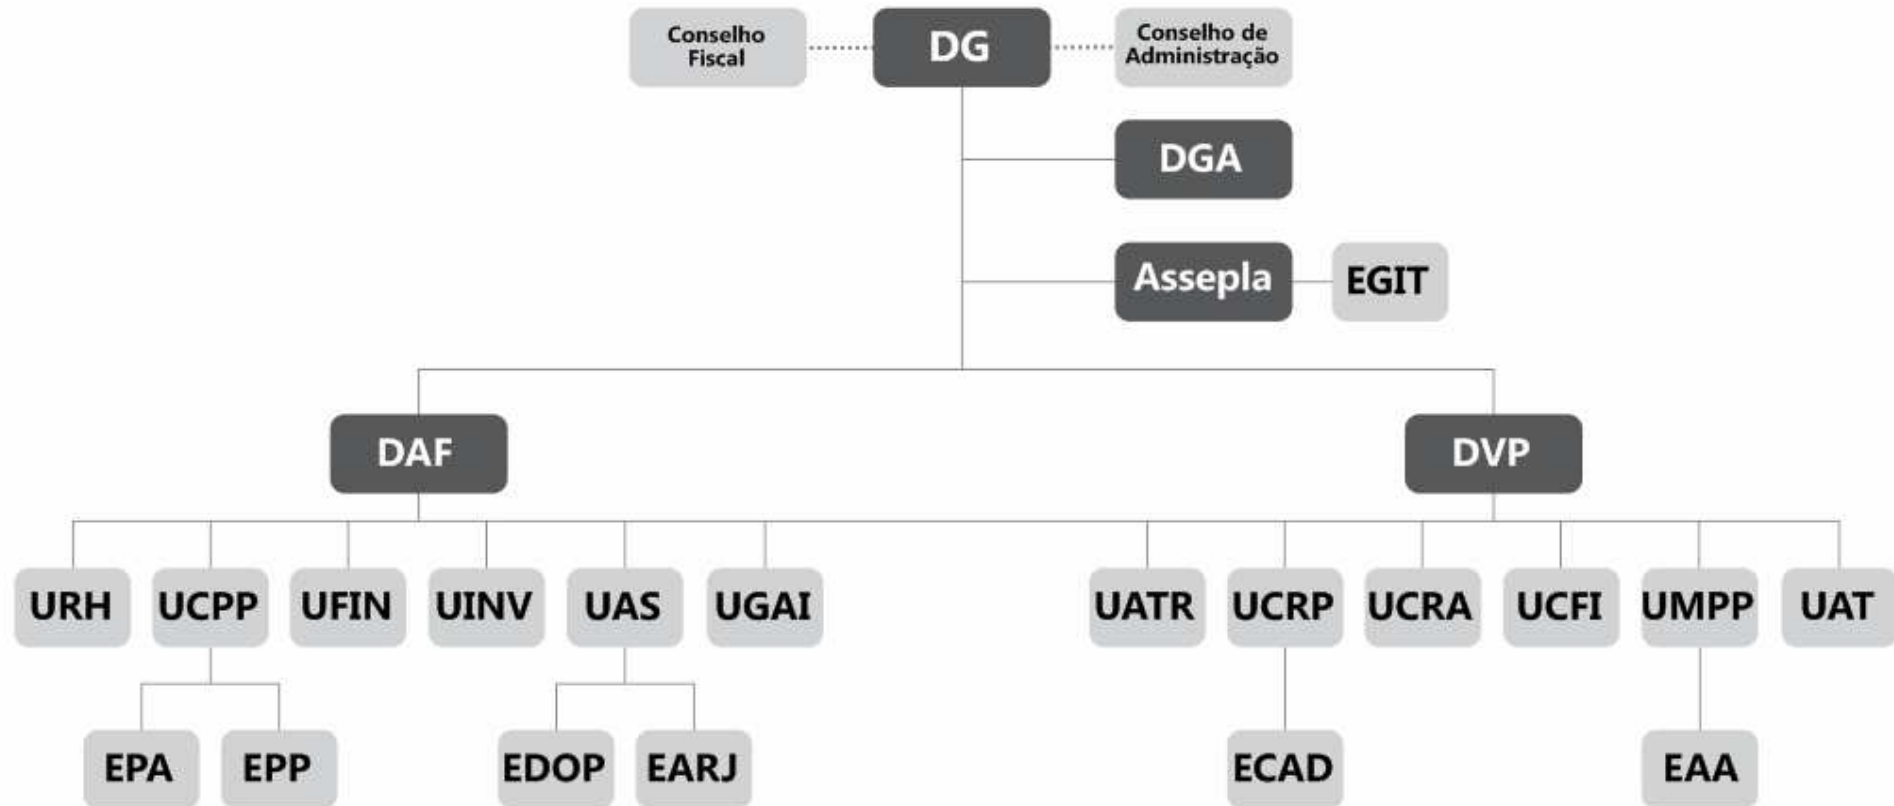 Conselho
Fiscal
DG
Conselho de
Administração
DGA
Assepla
EGIT
DAF
DVP
URH
UCPP
UFIN
UINV
UAS
UGAI
UATR
UCRP
UCRA
UCFI
UMPP
UAT
EPA
EPP
EDOP
EARJ
ECAD
EAA